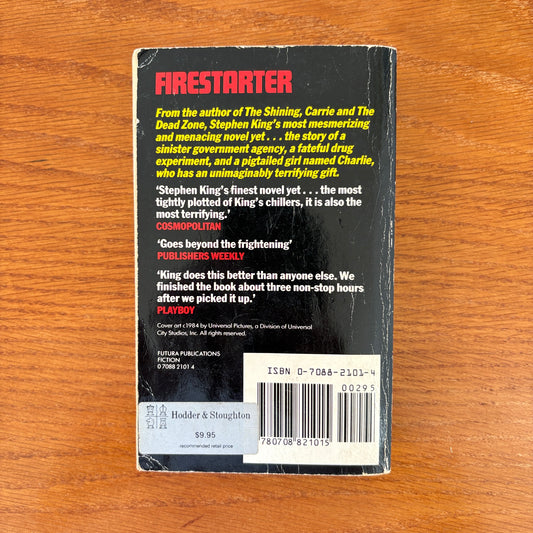 FIRESTARTER
From the author of The Shining, Carrie and The
Dead Zone, Stephen King's most mesmerizing
and menacing novel yet . . . the story of a
sinister government agency, a fateful drug
experiment, and a pigtailed girl named Charlie,
who has an unimaginably terrifying gift.
'Stephen King's finest novel yet . . . the most
tightly plotted of King's chillers, it is also the
most terrifying.'
COSMOPOLITAN
'Goes beyond the frightening'
PUBLISHERS WEEKLY
'King does this better than anyone else. We
finished the book about three non-stop hours
after we picked it up.'
PLAYBOY
Cover art c1984 by Universal Pictures, a Division of Universal
City Studios, Inc. All rights reserved.
FUTURA PUBLICATIONS
FICTION
0 7088 2101 4
ISBN 0-7088-2101-4
00295
780708 821015
Hodder & Stoughton
$9.95
recommended retail price